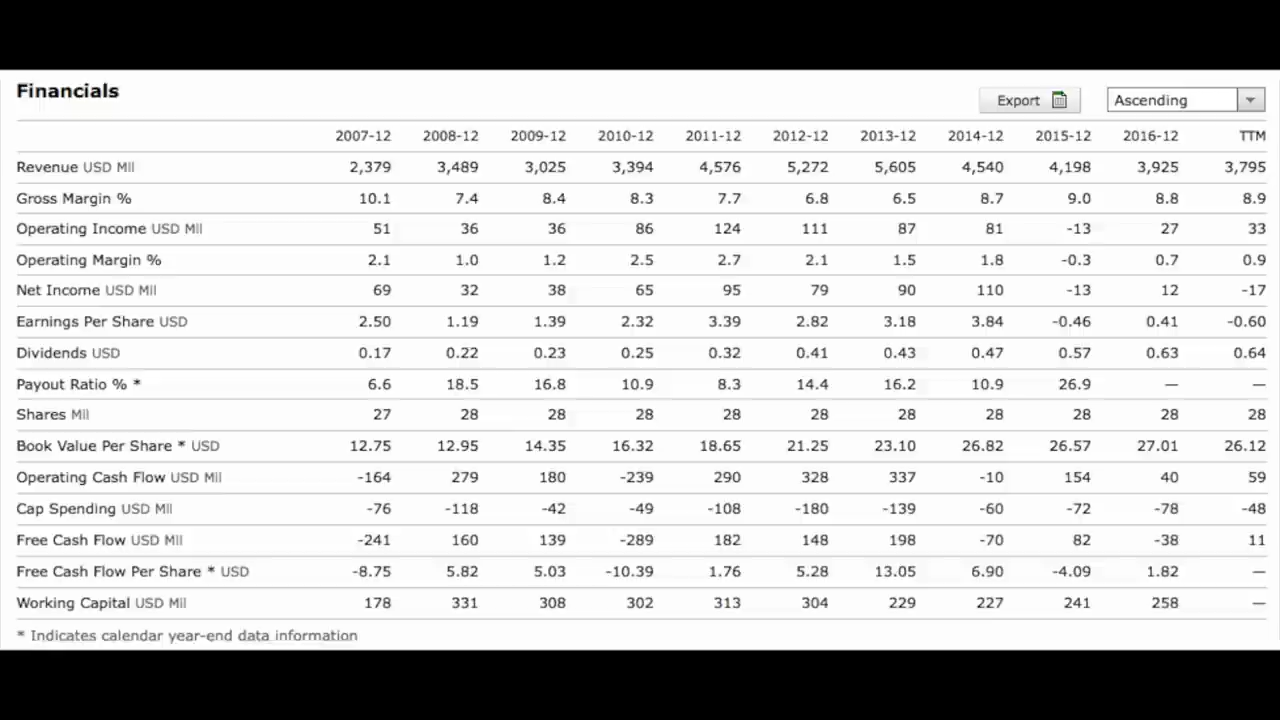 Financials
Export Ascending
2007-12 2008-12 2009-12 2010-12 2011-12 2012-12 2013-12 2014-12 2015-12 2016-12 TTM
Revenue USD Mil 2,379 3,489 3,025 3,394 4,576 5,272 5,605 4,540 4,198 3,925 3,795
Gross Margin % 10.1 7.4 8.4 8.3 7.7 6.8 6.5 8.7 9.0 8.8 8.9
Operating Income USD Mil 51 36 36 86 124 111 87 81 -13 27 33
Operating Margin % 2.1 1.0 1.2 2.5 2.7 2.1 1.5 1.8 -0.3 0.7 0.9
Net Income USD Mil 69 32 38 65 95 79 90 110 -13 12 -17
Earnings Per Share USD 2.50 1.19 1.39 2.32 3.39 2.82 3.18 3.84 -0.46 0.41 -0.60
Dividends USD 0.17 0.22 0.23 0.25 0.32 0.41 0.43 0.47 0.57 0.63 0.64
Payout Ratio % * 6.6 18.5 16.8 10.9 8.3 14.4 16.2 10.9 26.9 — —
Shares Mil 27 28 28 28 28 28 28 28 28 28 28
Book Value Per Share * USD 12.75 12.95 14.35 16.32 18.65 21.25 23.10 26.82 26.57 27.01 26.12
Operating Cash Flow USD Mil -164 279 180 -239 290 328 337 -10 154 40 59
Cap Spending USD Mil -76 -118 -42 -49 -108 -180 -139 -60 -72 -78 -48
Free Cash Flow USD Mil -241 160 139 -289 182 148 198 -70 82 -38 11
Free Cash Flow Per Share * USD -8.75 5.82 5.03 -10.39 1.76 5.28 13.05 6.90 -4.09 1.82 —
Working Capital USD Mil 178 331 308 302 313 304 229 227 241 258 —
* Indicates calendar year-end data information